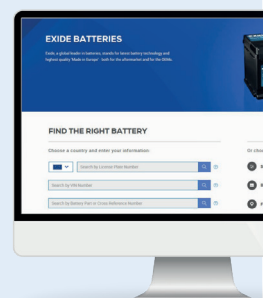 EXIDE BATTERIES
Exide, a global leader in batteries, stands for latest battery technology and
highest quality 'Made in Europe' - both for the aftermarket and for the OEMs.
FIND THE RIGHT BATTERY
Choose a country and enter your information:
Or choo
Search by License Plate Number
Search by VIN Number
Search by Battery Part or Cross-Reference Number